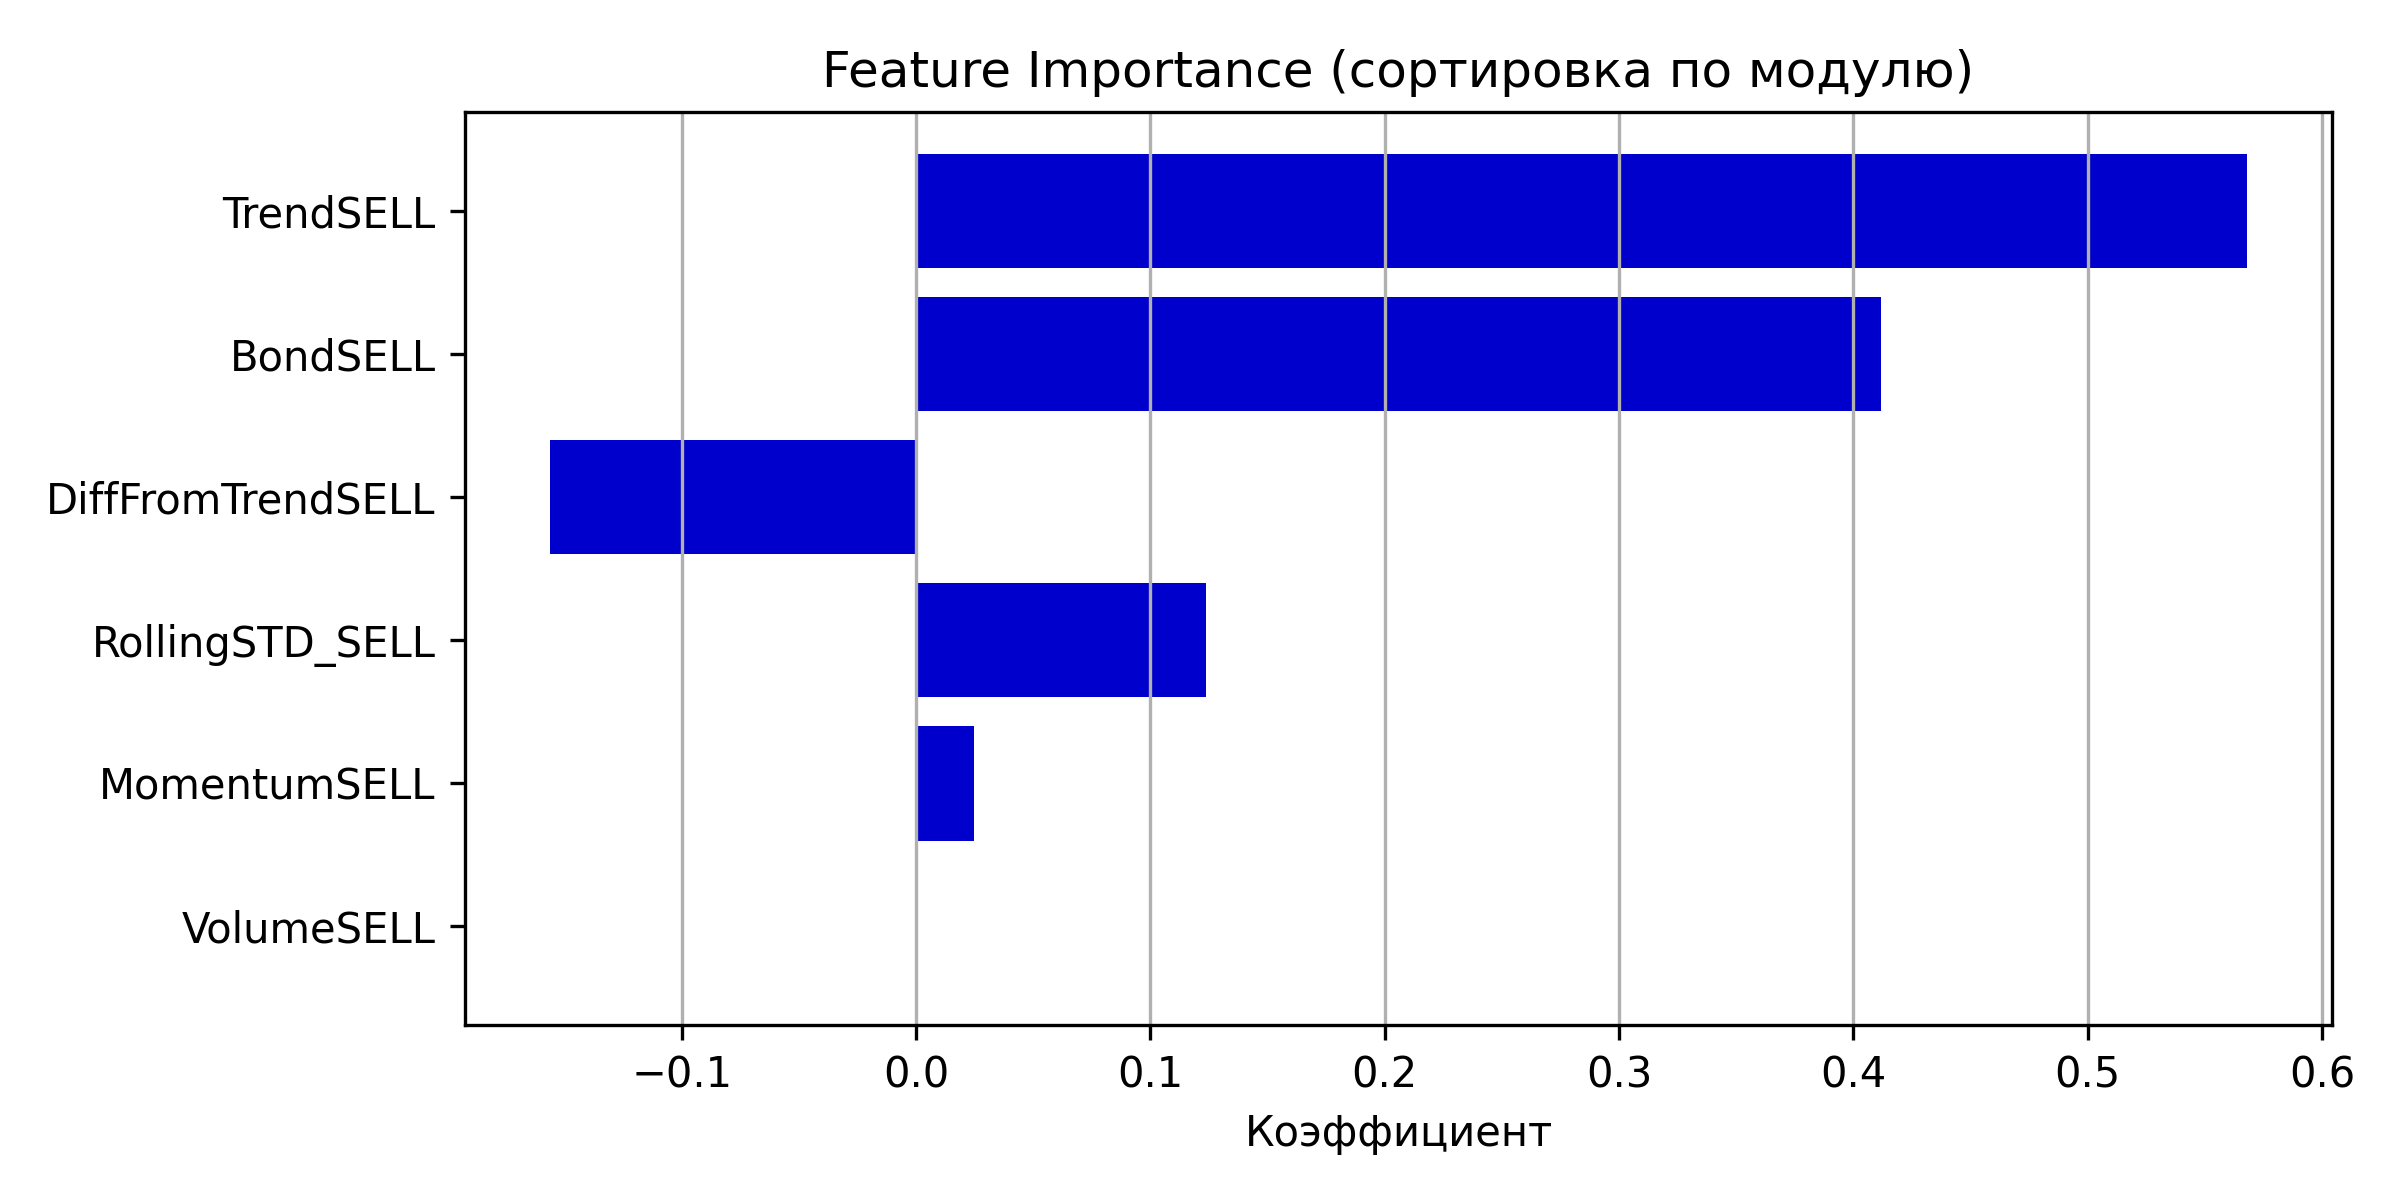 Feature Importance (сортировка по модулю)
TrendSELL
BondSELL
DiffFromTrendSELL
RollingSTD_SELL
MomentumSELL
VolumeSELL
−0.1 0.0 0.1 0.2 0.3 0.4 0.5 0.6
Коэффициент